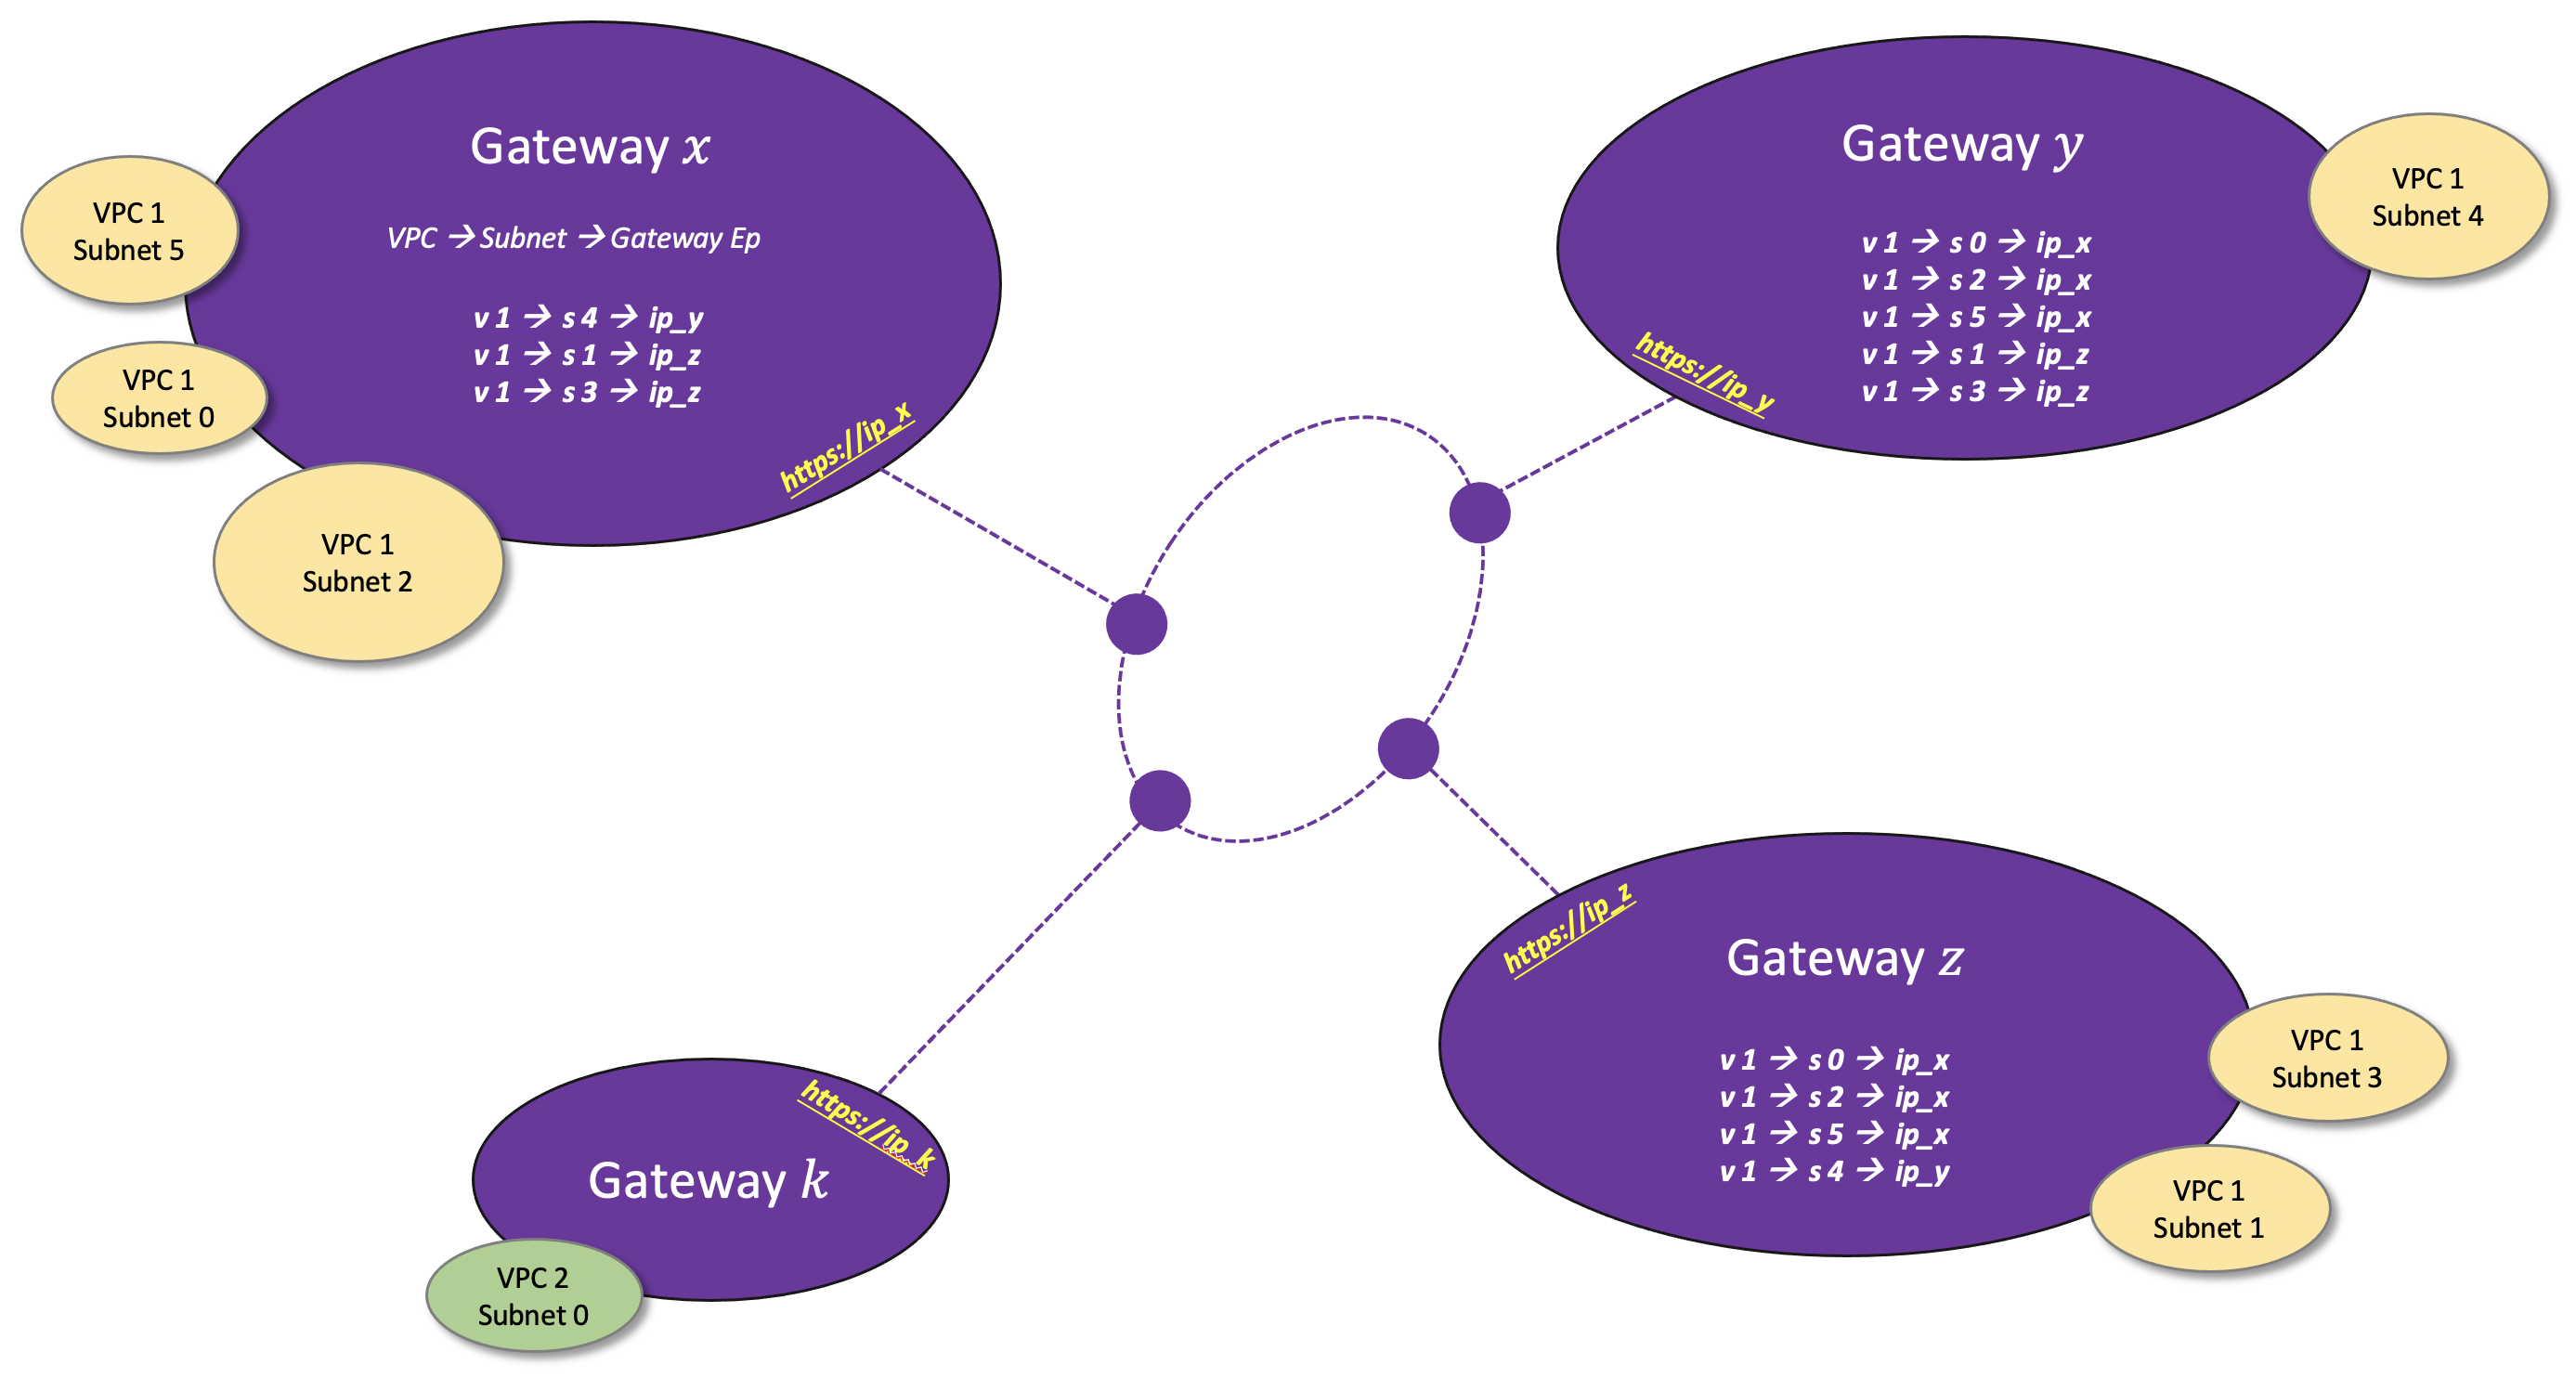 Gateway x
VPC → Subnet → Gateway Ep
v 1 → s 4 → ip_y
v 1 → s 1 → ip_z
v 1 → s 3 → ip_z
https://ip_x
VPC 1
Subnet 5
VPC 1
Subnet 0
VPC 1
Subnet 2
Gateway y
v 1 → s 0 → ip_x
v 1 → s 2 → ip_x
v 1 → s 5 → ip_x
v 1 → s 1 → ip_z
v 1 → s 3 → ip_z
https://ip_y
VPC 1
Subnet 4
Gateway k
https://ip_k
VPC 2
Subnet 0
https://ip_z
Gateway z
v 1 → s 0 → ip_x
v 1 → s 2 → ip_x
v 1 → s 5 → ip_x
v 1 → s 4 → ip_y
VPC 1
Subnet 3
VPC 1
Subnet 1